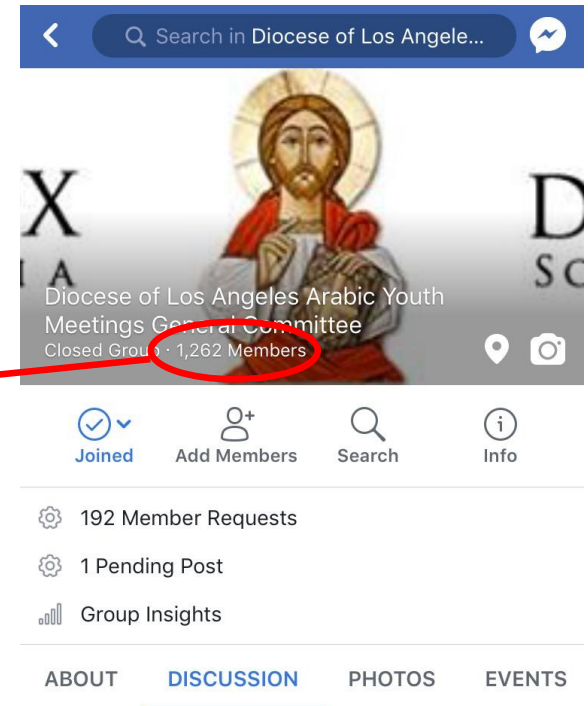 Search in Diocese of Los Angele...
X
D
I A
S C
Diocese of Los Angeles Arabic Youth
Meetings General Committee
Closed Group · 1,262 Members
Joined
Add Members
Search
Info
192 Member Requests
1 Pending Post
Group Insights
ABOUT
DISCUSSION
PHOTOS
EVENTS